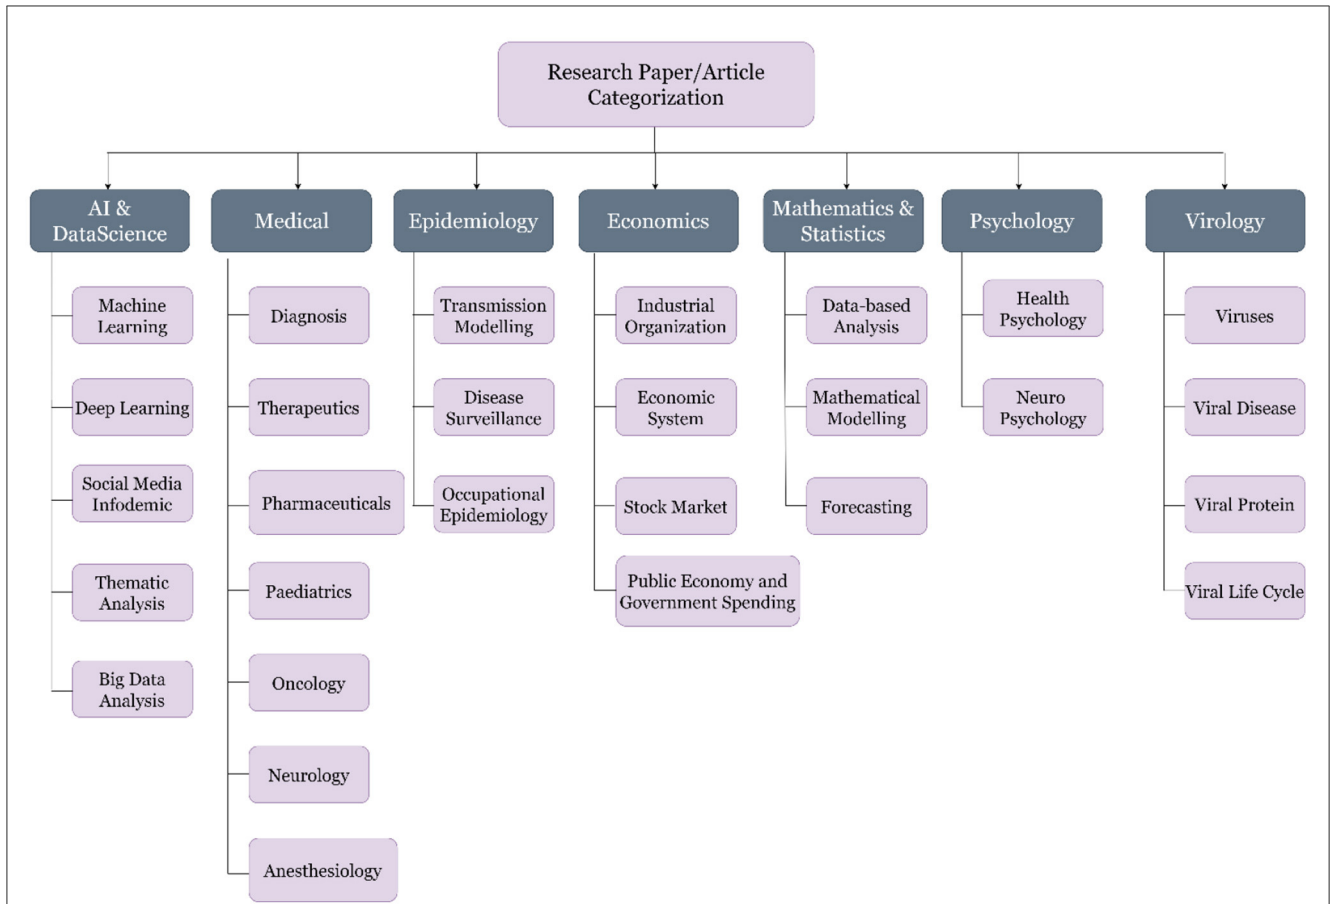 Research Paper/Article
Categorization
AI &
DataScience
Medical
Epidemiology
Economics
Mathematics &
Statistics
Psychology
Virology
Machine
Learning
Deep Learning
Social Media
Infodemic
Thematic
Analysis
Big Data
Analysis
Diagnosis
Therapeutics
Pharmaceuticals
Paediatrics
Oncology
Neurology
Anesthesiology
Transmission
Modelling
Disease
Surveillance
Occupational
Epidemiology
Industrial
Organization
Economic
System
Stock Market
Public Economy and
Government Spending
Data-based
Analysis
Mathematical
Modelling
Forecasting
Health
Psychology
Neuro
Psychology
Viruses
Viral Disease
Viral Protein
Viral Life Cycle